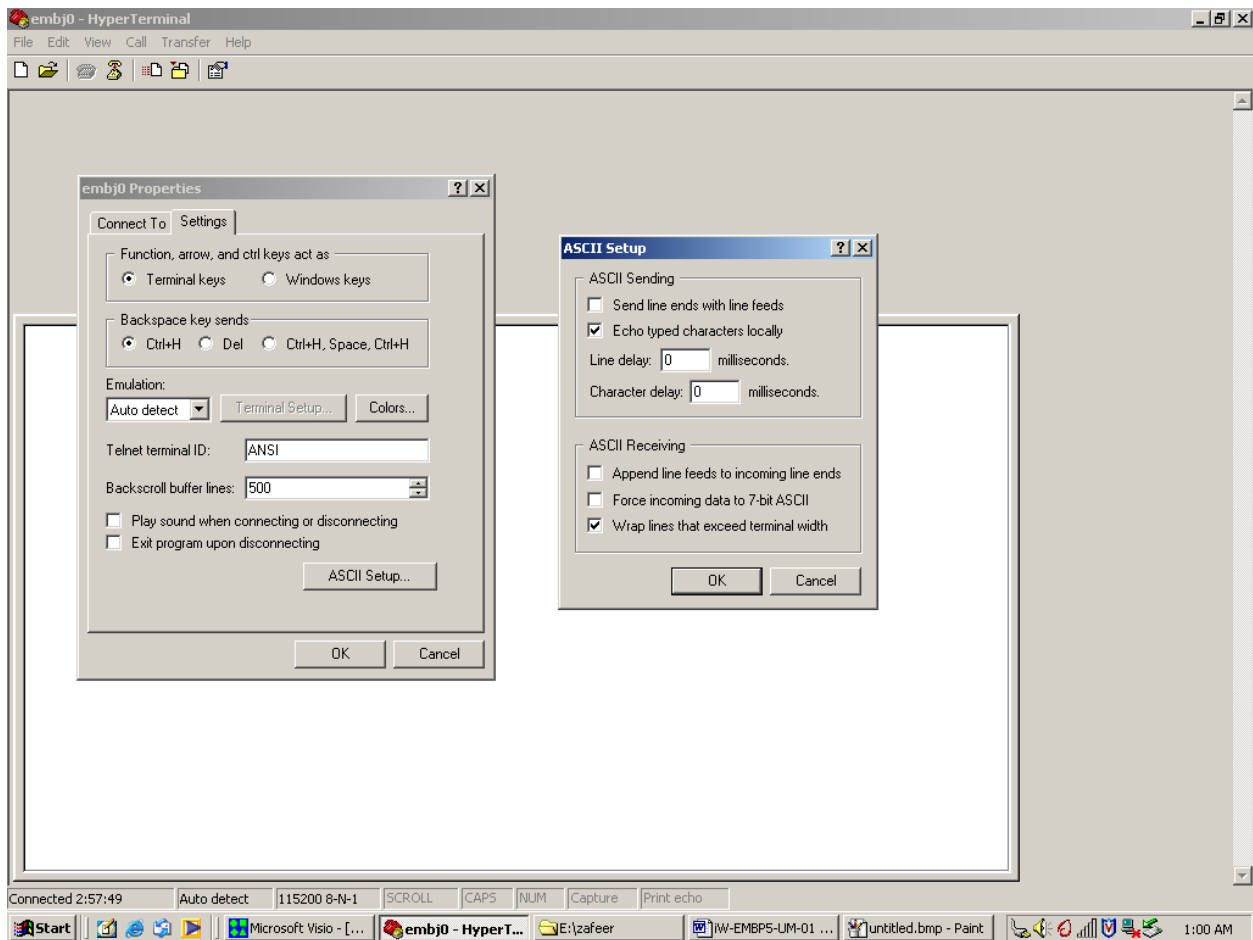 embj0 - HyperTerminal
File Edit View Call Transfer Help
embj0 Properties
Connect To Settings
Function, arrow, and ctrl keys act as
Terminal keys Windows keys
Backspace key sends
Ctrl+H Del Ctrl+H, Space, Ctrl+H
Emulation:
Auto detect Terminal Setup... Colors...
Telnet terminal ID: ANSI
Backscroll buffer lines: 500
Play sound when connecting or disconnecting
Exit program upon disconnecting
ASCII Setup...
OK Cancel
ASCII Setup
ASCII Sending
Send line ends with line feeds
Echo typed characters locally
Line delay: 0 milliseconds.
Character delay: 0 milliseconds.
ASCII Receiving
Append line feeds to incoming line ends
Force incoming data to 7-bit ASCII
Wrap lines that exceed terminal width
OK Cancel
Connected 2:57:49 Auto detect 115200 8-N-1 SCROLL CAPS NUM Capture Print echo
Start Microsoft Visio - [... embj0 - HyperT... E:\zafeer iW-EMBP5-UM-01 ... untitled.bmp - Paint 1:00 AM